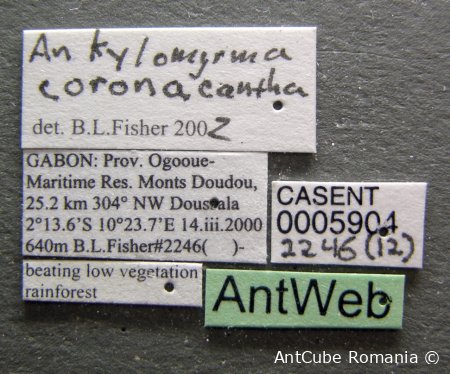 Ankylomyrma
coronacantha
det. B.L.Fisher 2002
GABON: Prov. Ogooue-
Maritime Res. Monts Doudou,
25.2 km 304° NW Doussala
2°13.6'S 10°23.7'E 14.iii.2000
640m B.L.Fisher#2246( )-
beating low vegetation
rainforest
CASENT
0005904
2246(12)
AntWeb
AntCube Romania ©